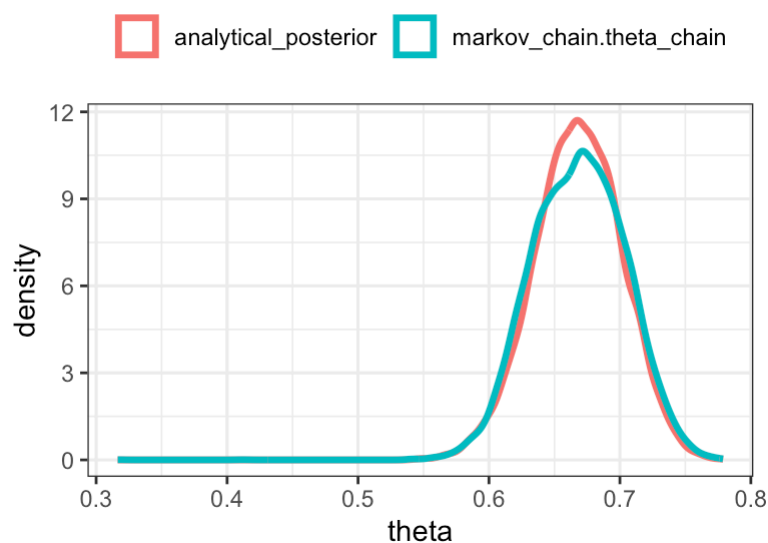 analytical_posterior markov_chain.theta_chain
12
9
6
3
0
density
0.3 0.4 0.5 0.6 0.7 0.8
theta